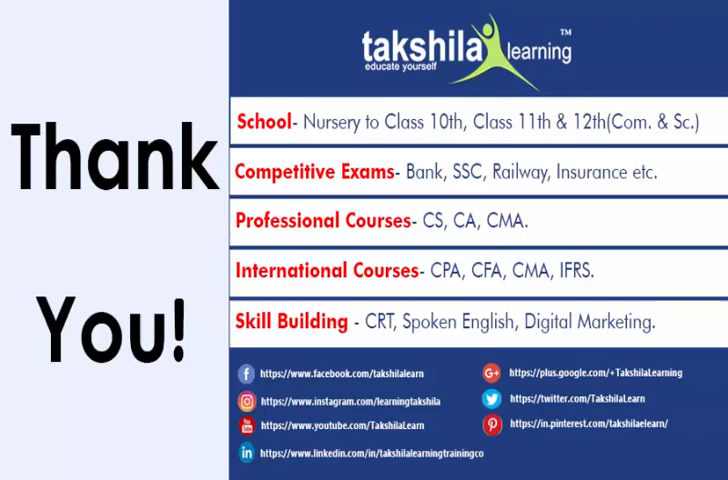 Thank
You!
takshila learning™
educate yourself
School- Nursery to Class 10th, Class 11th & 12th(Com. & Sc.)
Competitive Exams- Bank, SSC, Railway, Insurance etc.
Professional Courses- CS, CA, CMA.
International Courses- CPA, CFA, CMA, IFRS.
Skill Building - CRT, Spoken English, Digital Marketing.
https://www.facebook.com/takshilalearn
https://www.instagram.com/learningtakshila
https://www.youtube.com/TakshilaLearn
https://www.linkedin.com/in/takshilalearningtrainingco
https://plus.google.com/+TakshilaLearning
https://twitter.com/TakshilaLearn
https://in.pinterest.com/takshilaelearn/